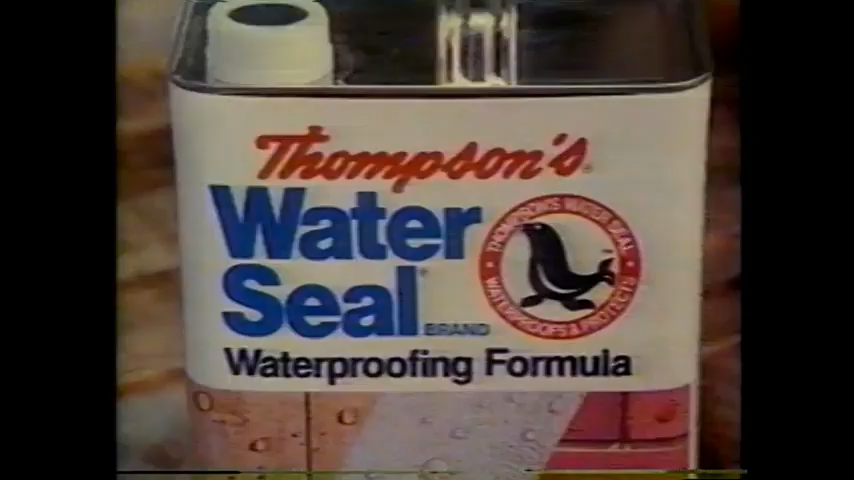 Thompson's
Water
Seal®
BRAND
THOMPSON'S WATER SEAL
WATERPROOFS & PROTECTS
Waterproofing Formula